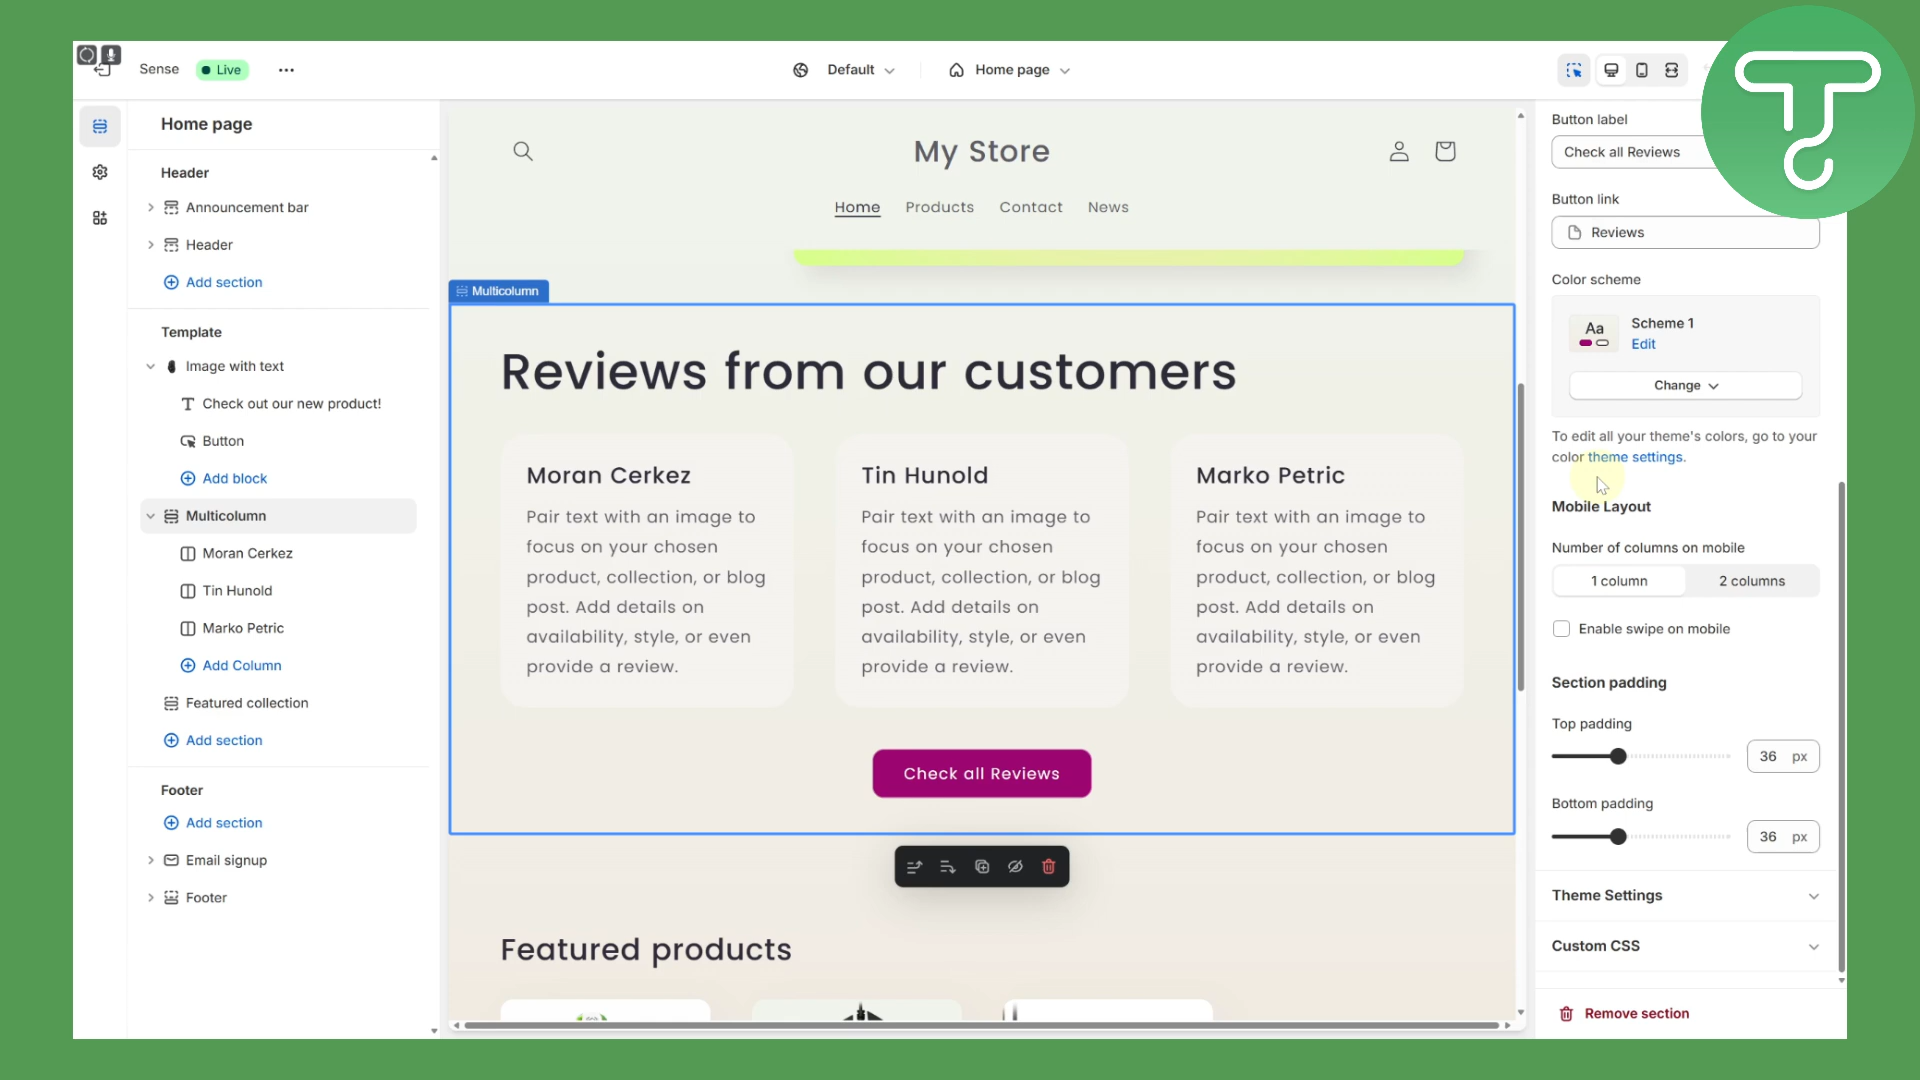 Sense
Live
Default
Home page
Home page
Header
Announcement bar
Header
Add section
Template
Image with text
Check out our new product!
Button
Add block
Multicolumn
Moran Cerkez
Tin Hunold
Marko Petric
Add Column
Featured collection
Add section
Footer
Add section
Email signup
Footer
My Store
Home Products Contact News
Multicolumn
Reviews from our customers
Moran Cerkez
Pair text with an image to
focus on your chosen
product, collection, or blog
post. Add details on
availability, style, or even
provide a review.
Tin Hunold
Pair text with an image to
focus on your chosen
product, collection, or blog
post. Add details on
availability, style, or even
provide a review.
Marko Petric
Pair text with an image to
focus on your chosen
product, collection, or blog
post. Add details on
availability, style, or even
provide a review.
Check all Reviews
Featured products
Button label
Check all Reviews
Button link
Reviews
Color scheme
Aa
Scheme 1
Edit
Change
To edit all your theme's colors, go to your
color theme settings.
Mobile Layout
Number of columns on mobile
1 column 2 columns
Enable swipe on mobile
Section padding
Top padding
36 px
Bottom padding
36 px
Theme Settings
Custom CSS
Remove section